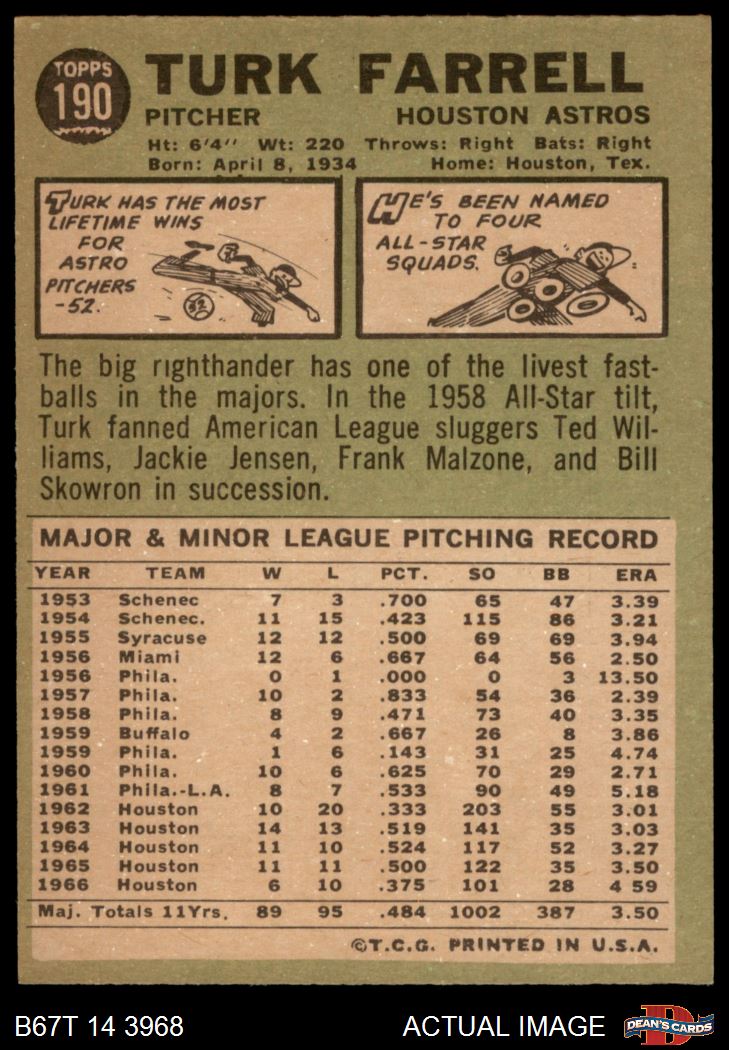 TOPPS
190
TURK FARRELL
PITCHER HOUSTON ASTROS
Ht: 6'4" Wt: 220 Throws: Right Bats: Right
Born: April 8, 1934 Home: Houston, Tex.
TURK HAS THE MOST
LIFETIME WINS
FOR
ASTRO
PITCHERS
-52.
52
HE'S BEEN NAMED
TO FOUR
ALL-STAR
SQUADS.
The big righthander has one of the livest fast-
balls in the majors. In the 1958 All-Star tilt,
Turk fanned American League sluggers Ted Wil-
liams, Jackie Jensen, Frank Malzone, and Bill
Skowron in succession.
MAJOR & MINOR LEAGUE PITCHING RECORD
YEAR TEAM W L PCT. SO BB ERA
1953 Schenec 7 3 .700 65 47 3.39
1954 Schenec. 11 15 .423 115 86 3.21
1955 Syracuse 12 12 .500 69 69 3.94
1956 Miami 12 6 .667 64 56 2.50
1956 Phila. 0 1 .000 0 3 13.50
1957 Phila. 10 2 .833 54 36 2.39
1958 Phila. 8 9 .471 73 40 3.35
1959 Buffalo 4 2 .667 26 8 3.86
1959 Phila. 1 6 .143 31 25 4.74
1960 Phila. 10 6 .625 70 29 2.71
1961 Phila.-L.A. 8 7 .533 90 49 5.18
1962 Houston 10 20 .333 203 55 3.01
1963 Houston 14 13 .519 141 35 3.03
1964 Houston 11 10 .524 117 52 3.27
1965 Houston 11 11 .500 122 35 3.50
1966 Houston 6 10 .375 101 28 4 59
Maj. Totals 11Yrs. 89 95 .484 1002 387 3.50
©T.C.G. PRINTED IN U.S.A.
B67T 14 3968 ACTUAL IMAGE
D
DEAN'S CARDS